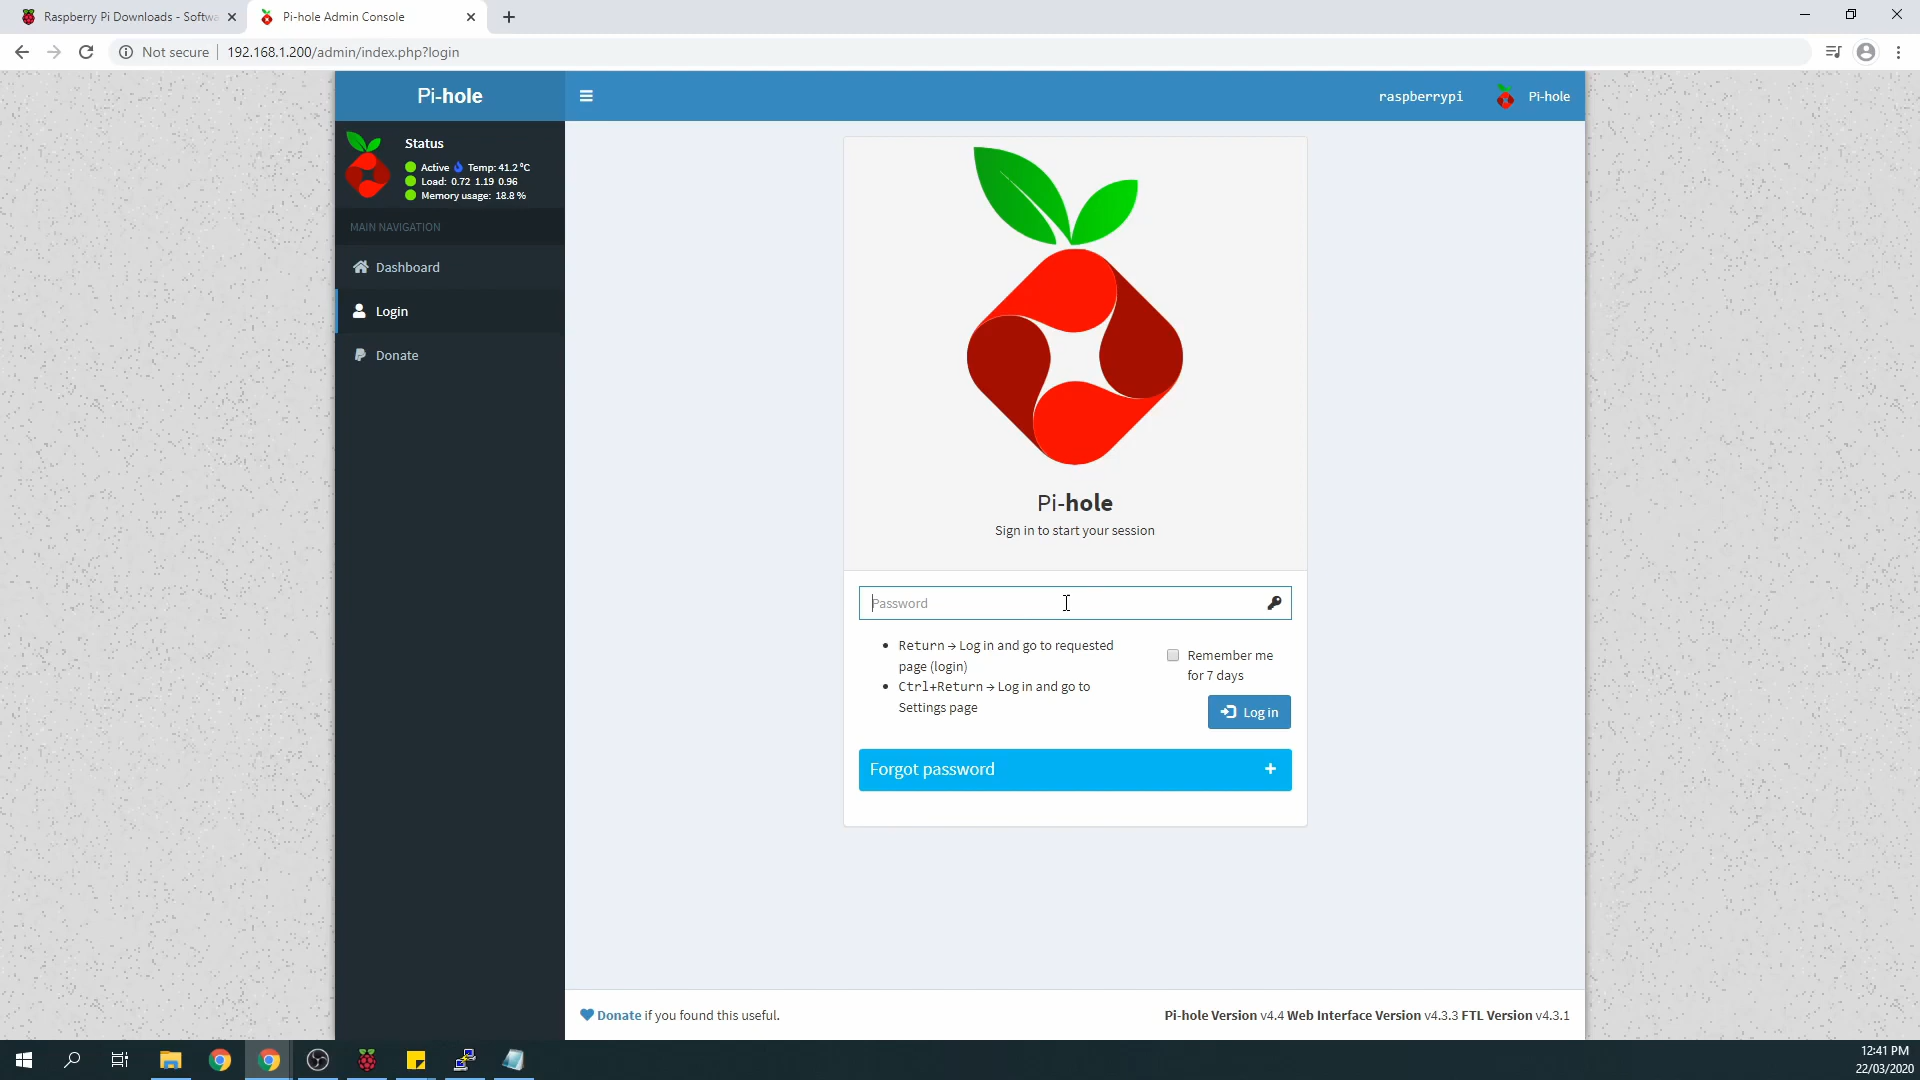 Raspberry Pi Downloads - Softwa
Pi-hole Admin Console
Not secure
192.168.1.200/admin/index.php?login
Pi-hole
raspberrypi
Pi-hole
Status
Active Temp: 41.2 °C
Load: 0.72 1.19 0.96
Memory usage: 18.8 %
MAIN NAVIGATION
Dashboard
Login
Donate
Pi-hole
Sign in to start your session
Password
Return → Log in and go to requested
page (login)
Ctrl+Return → Log in and go to
Settings page
Remember me
for 7 days
Log in
Forgot password
Donate if you found this useful.
Pi-hole Version v4.4 Web Interface Version v4.3.3 FTL Version v4.3.1
12:41 PM
22/03/2020